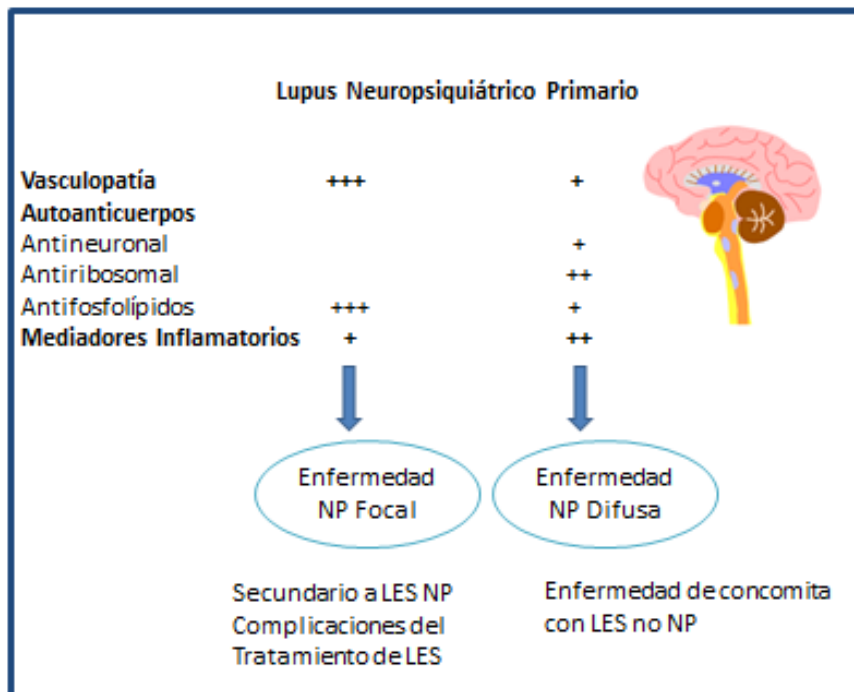 Lupus Neuropsiquiátrico Primario
Vasculopatía +++ +
Autoanticuerpos
Antineuronal +
Antiribosomal ++
Antifosfolípidos +++ +
Mediadores Inflamatorios + ++
Enfermedad
NP Focal
Enfermedad
NP Difusa
Secundario a LES NP
Complicaciones del
Tratamiento de LES
Enfermedad de concomita
con LES no NP